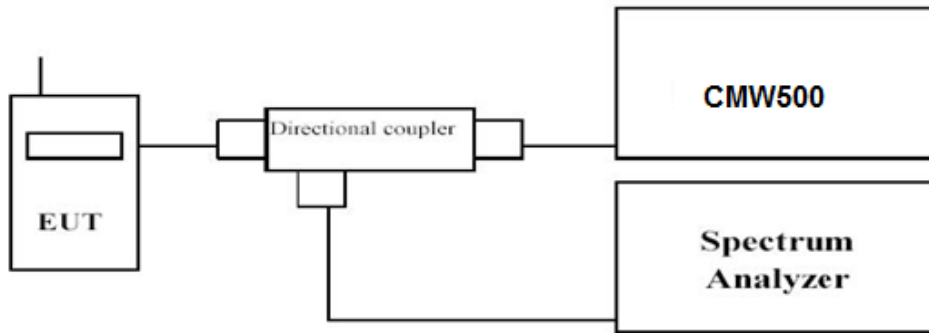 CMW500
Directional coupler
EUT
Spectrum
Analyzer